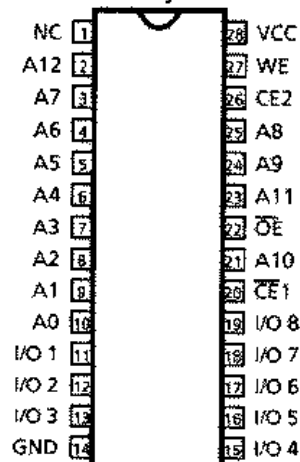 NC 1 28 VCC
A12 2 27 WE
A7 3 26 CE2
A6 4 25 A8
A5 5 24 A9
A4 6 23 A11
A3 7 22 O̅E̅
A2 8 21 A10
A1 9 20 C̅E̅1
A0 10 19 I/O 8
I/O 1 11 18 I/O 7
I/O 2 12 17 I/O 6
I/O 3 13 16 I/O 5
GND 14 15 I/O 4